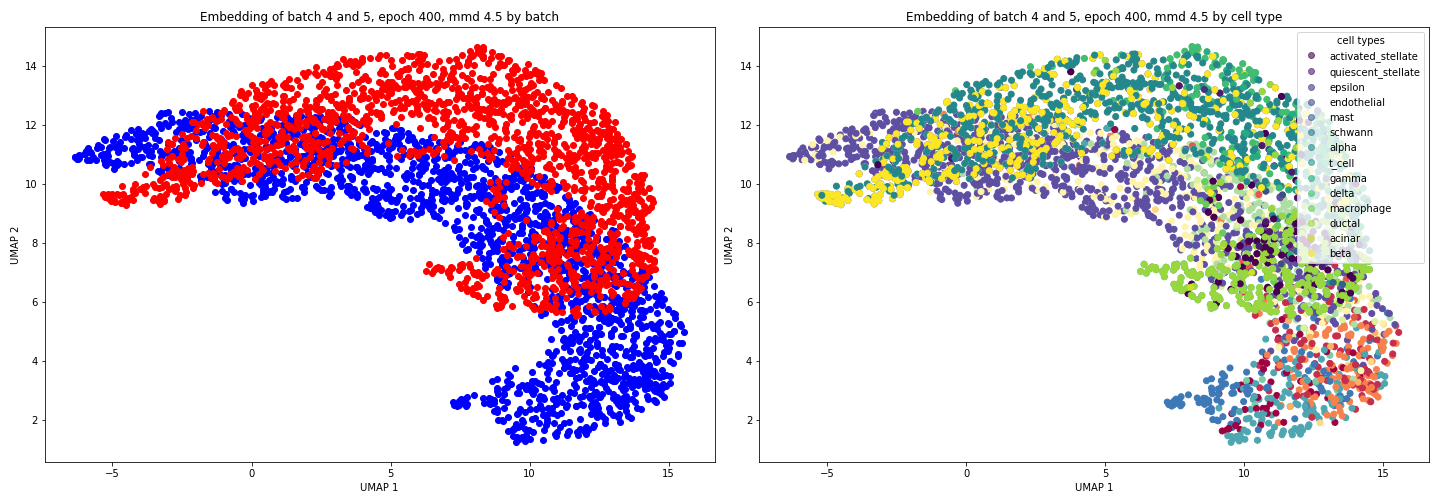 Embedding of batch 4 and 5, epoch 400, mmd 4.5 by batch
14
12
10
8
6
4
2
UMAP 2
−5
0
5
10
15
UMAP 1
Embedding of batch 4 and 5, epoch 400, mmd 4.5 by cell type
14
12
10
8
6
4
2
UMAP 2
−5
0
5
10
15
UMAP 1
cell types
activated_stellate
quiescent_stellate
epsilon
endothelial
mast
schwann
alpha
t_cell
gamma
delta
macrophage
ductal
acinar
beta